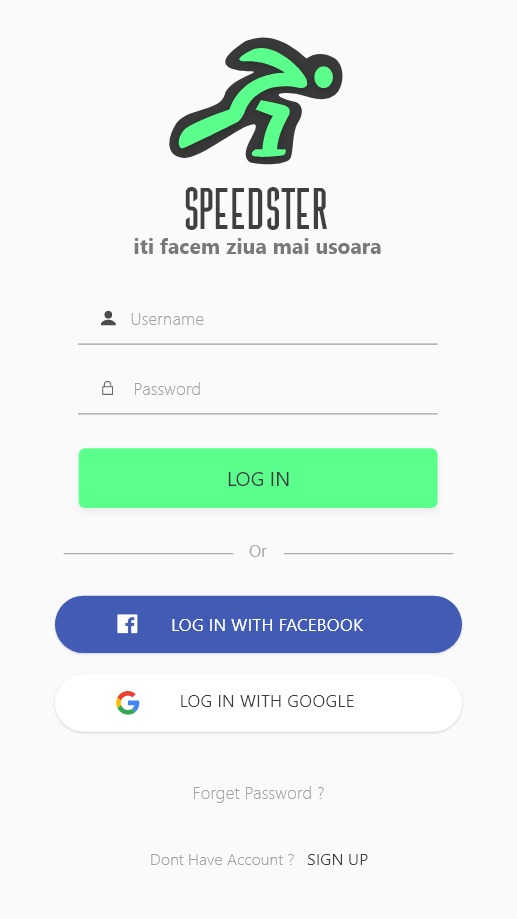 SPEEDSTER
iti facem ziua mai usoara
Username
Password
LOG IN
Or
LOG IN WITH FACEBOOK
LOG IN WITH GOOGLE
Forget Password ?
Dont Have Account ? SIGN UP